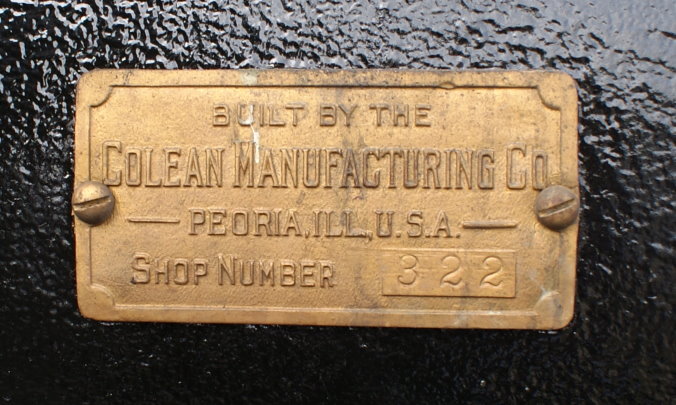 BUILT BY THE
COLEAN MANUFACTURING CO
PEORIA, ILL., U.S.A.
SHOP NUMBER 322